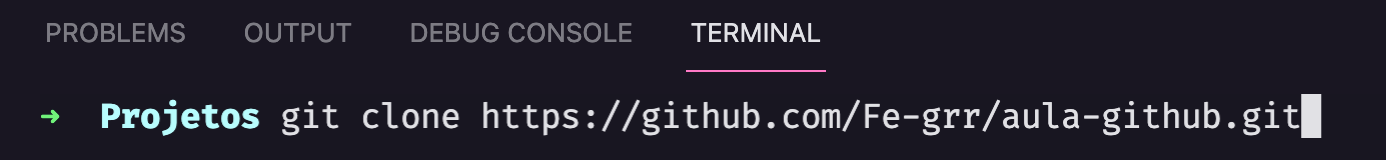 PROBLEMS OUTPUT DEBUG CONSOLE TERMINAL
➜ Projetos git clone https://github.com/Fe-grr/aula-github.git